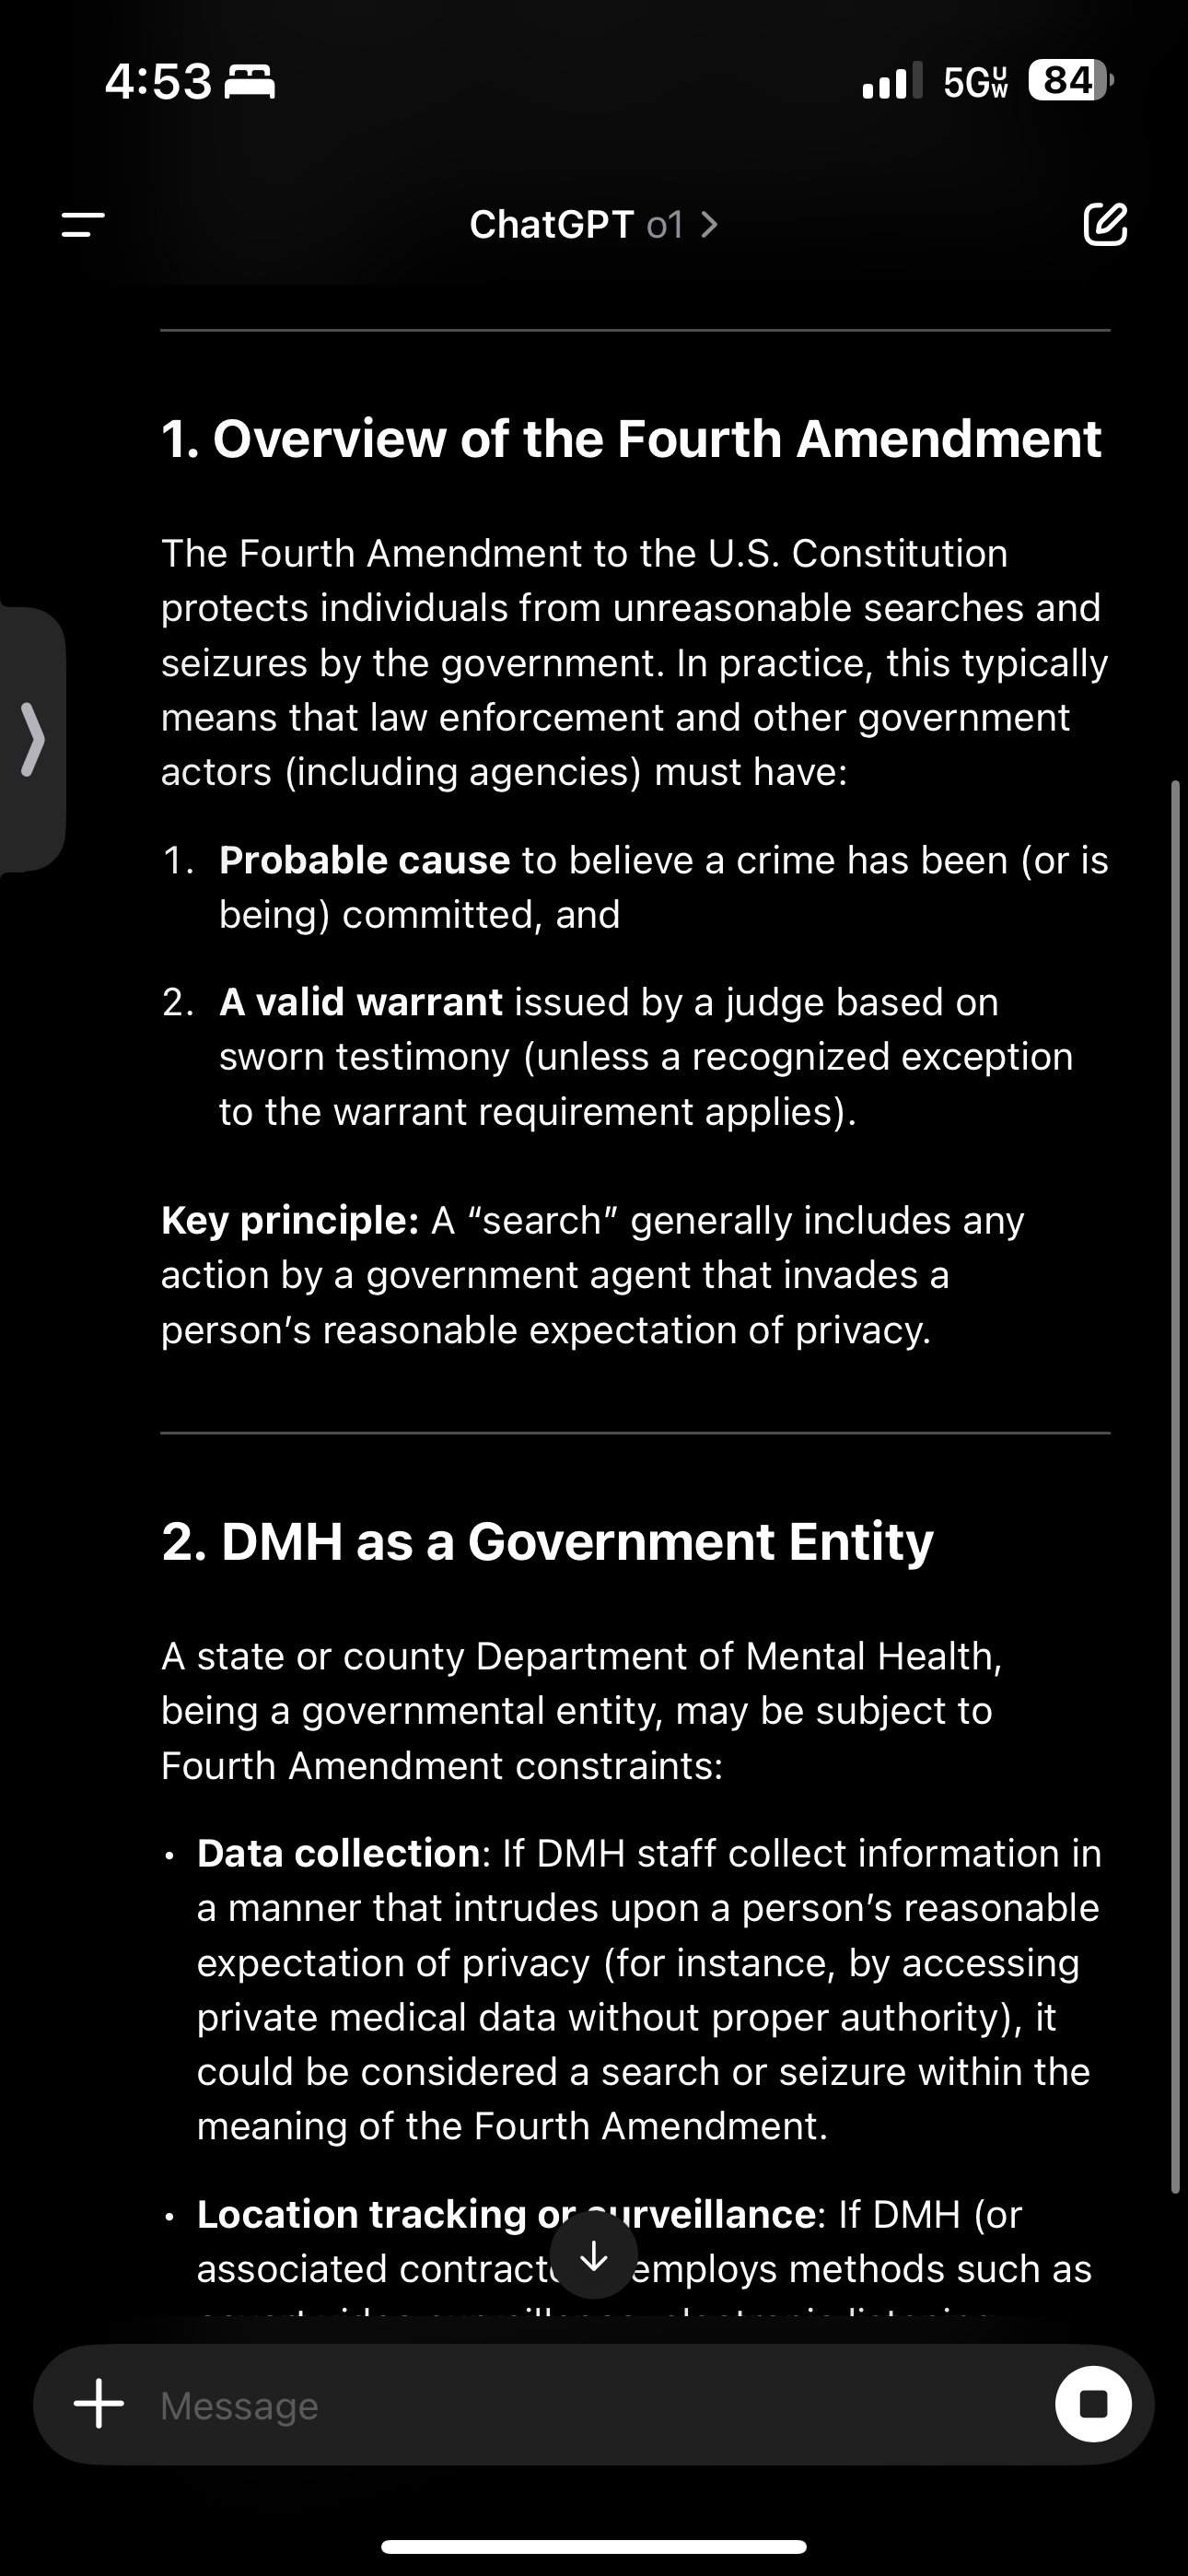 4:53
5G UW
84
ChatGPT o1
1. Overview of the Fourth Amendment
The Fourth Amendment to the U.S. Constitution
protects individuals from unreasonable searches and
seizures by the government. In practice, this typically
means that law enforcement and other government
actors (including agencies) must have:
1. Probable cause to believe a crime has been (or is
being) committed, and
2. A valid warrant issued by a judge based on
sworn testimony (unless a recognized exception
to the warrant requirement applies).
Key principle: A “search” generally includes any
action by a government agent that invades a
person’s reasonable expectation of privacy.
2. DMH as a Government Entity
A state or county Department of Mental Health,
being a governmental entity, may be subject to
Fourth Amendment constraints:
• Data collection: If DMH staff collect information in
a manner that intrudes upon a person’s reasonable
expectation of privacy (for instance, by accessing
private medical data without proper authority), it
could be considered a search or seizure within the
meaning of the Fourth Amendment.
• Location tracking or surveillance: If DMH (or
associated employs methods such as
Message